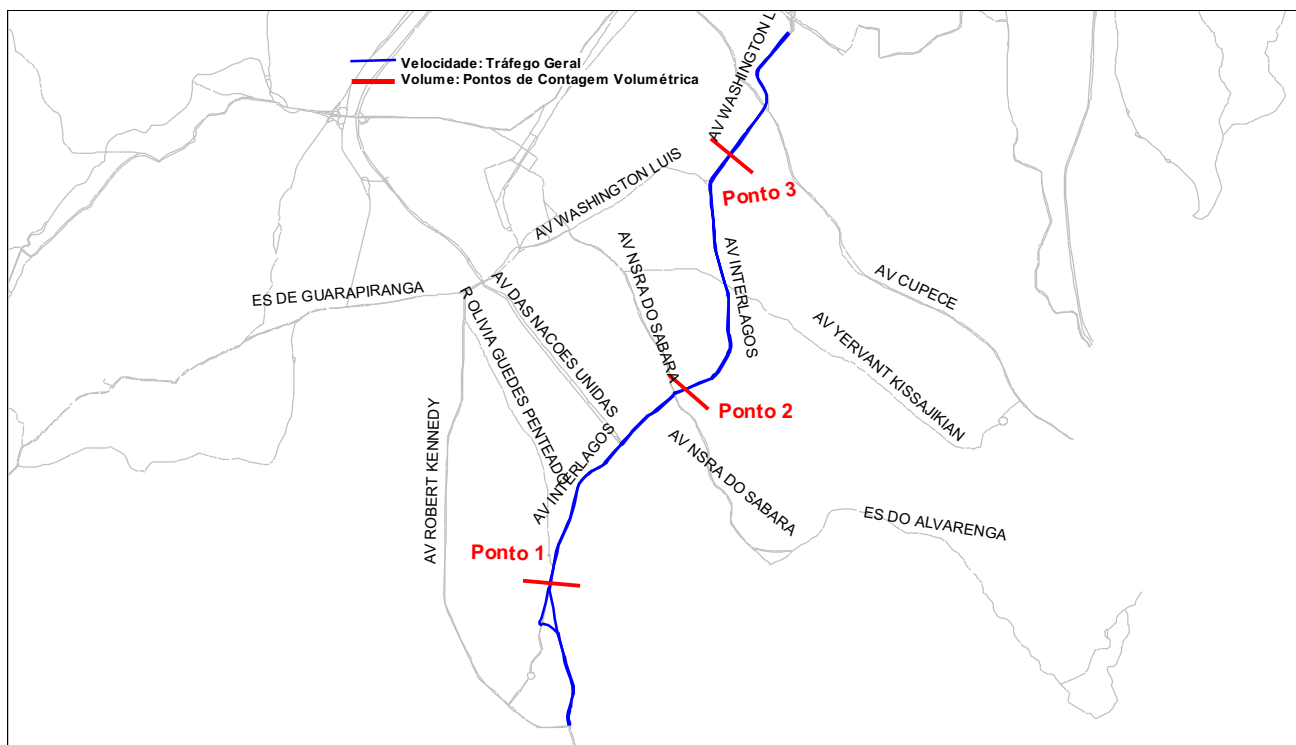 AV WASHINGTON L
Velocidade: Tráfego Geral
Volume: Pontos de Contagem Volumétrica
AV WASHINGTON LUIS
Ponto 3
AV NSRA DO SABARA
AV INTERLAGOS
AV CUPECE
ES DE GUARAPIRANGA
AV DAS NACOES UNIDAS
R OLIVIA GUEDES PENTEADO
AV YERVANT KISSAJIKIAN
Ponto 2
AV ROBERT KENNEDY
AV INTERLAGOS
AV NSRA DO SABARA
ES DO ALVARENGA
Ponto 1